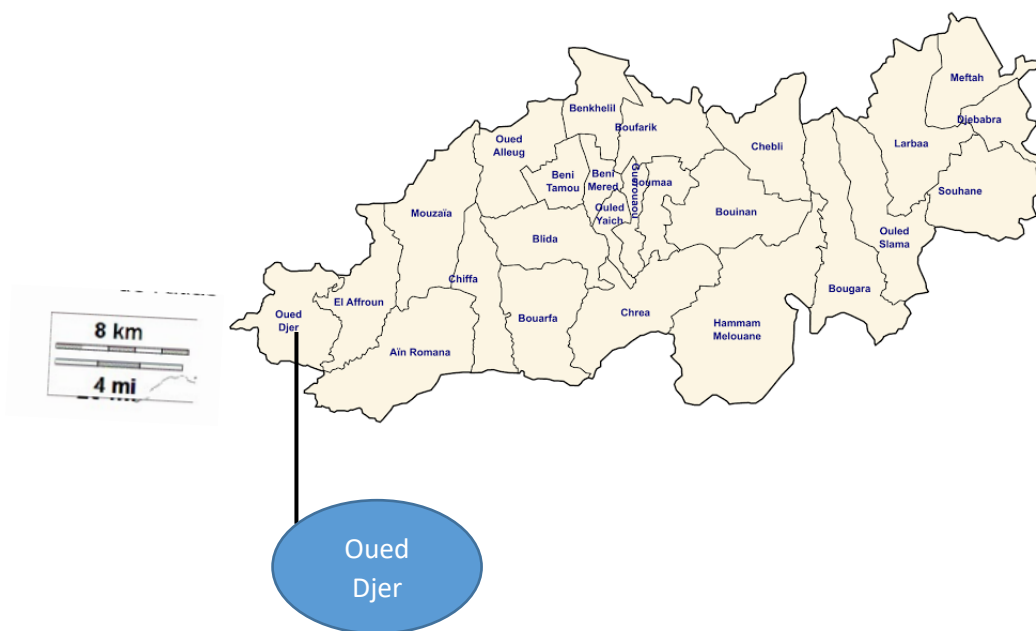 Meftah
Benkhelil
Djebabra
Boufarik
Oued
Alleug
Larbaa
Chebli
Beni
Tamou
Beni
Mered
Guerouaou
Soumaa
Souhane
Ouled
Yaich
Mouzaïa
Bouinan
Blida
Ouled
Slama
Chiffa
El Affroun
Bougara
Oued
Djer
Bouarfa
Chrea
Hammam
Melouane
Aïn Romana
8 km
4 mi
Oued
Djer